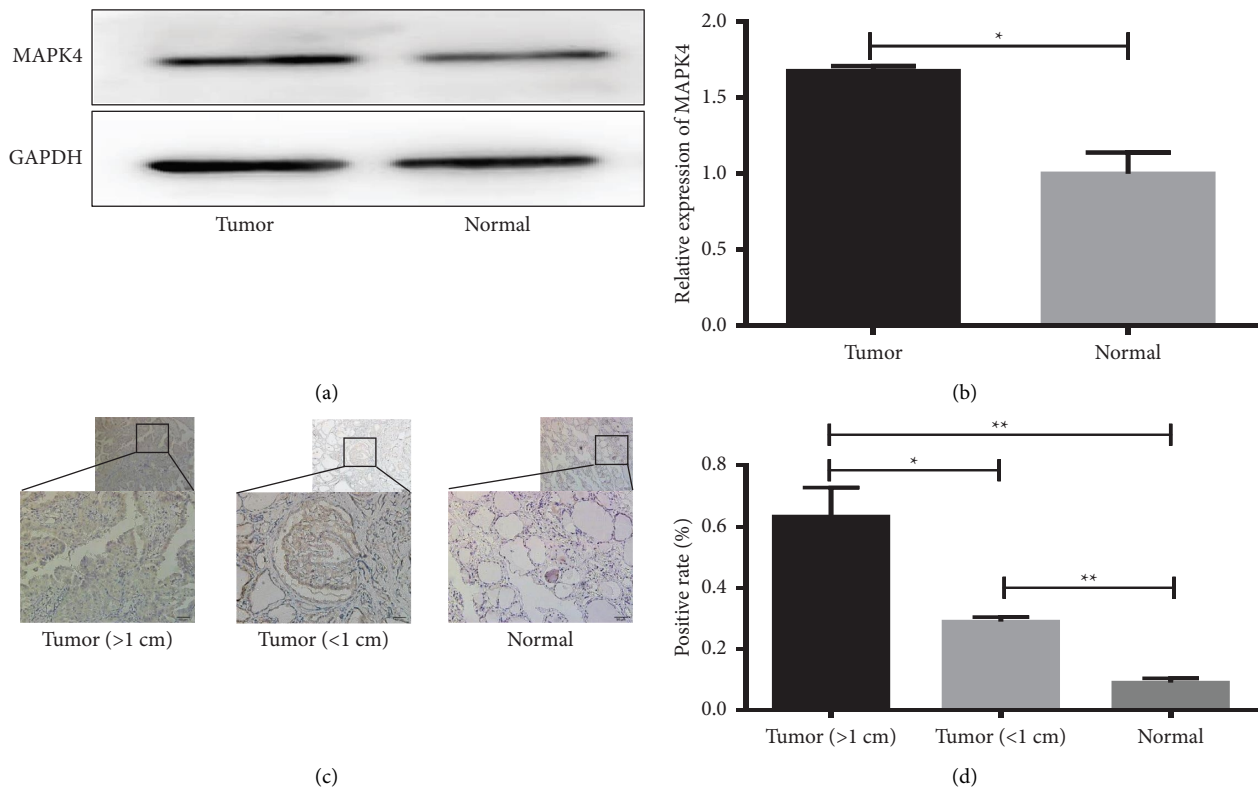 MAPK4
GAPDH
Tumor Normal
(a)
Relative expression of MAPK4
2.0
1.5
1.0
0.5
0.0
*
Tumor Normal
(b)
Tumor (>1 cm) Tumor (<1 cm) Normal
(c)
Positive rate (%)
0.8
0.6
0.4
0.2
0.0
**
*
**
Tumor (>1 cm) Tumor (<1 cm) Normal
(d)